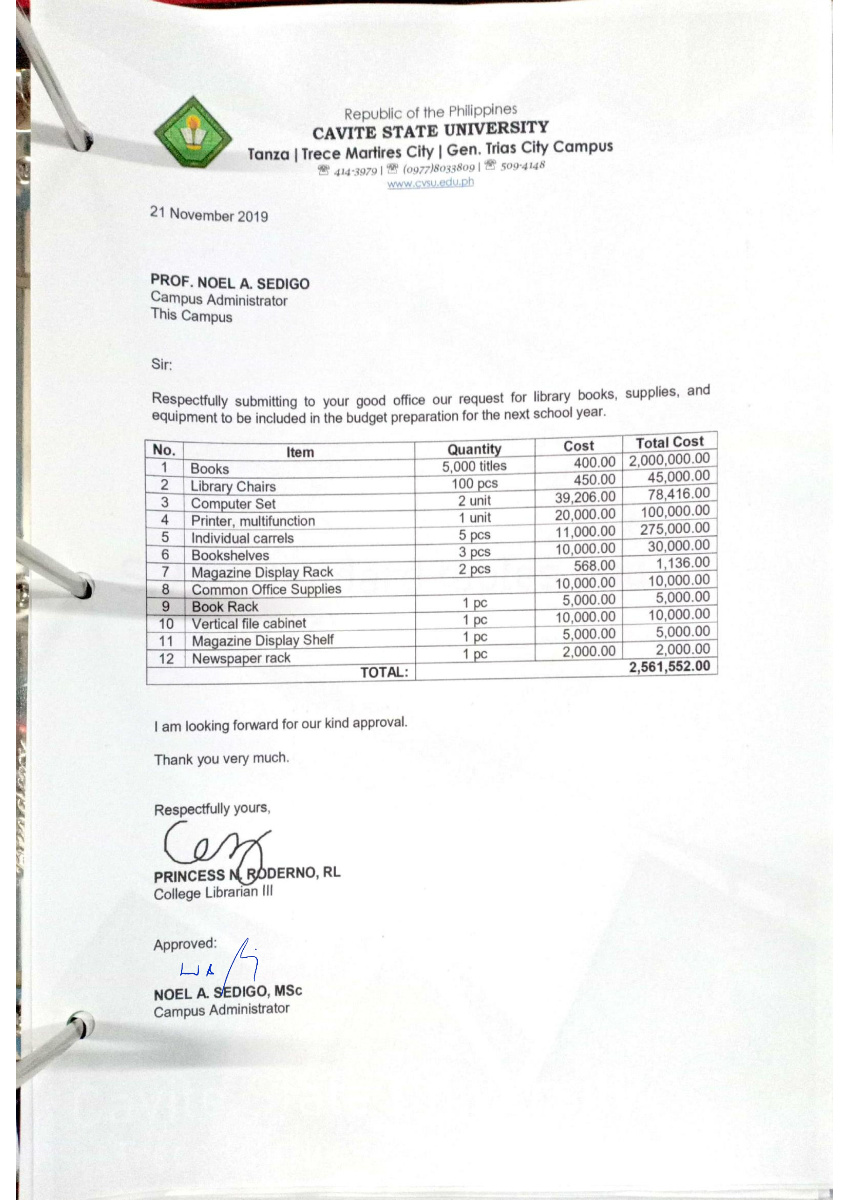 Republic of the Philippines
CAVITE STATE UNIVERSITY
Tanza | Trece Martires City | Gen. Trias City Campus
☏ 414-3979 | ☏ (0977)8033809 | ☏ 509-4148
www.cvsu.edu.ph
21 November 2019
PROF. NOEL A. SEDIGO
Campus Administrator
This Campus
Sir:
Respectfully submitting to your good office our request for library books, supplies, and
equipment to be included in the budget preparation for the next school year.
No. Item Quantity Cost Total Cost
1 Books 5,000 titles 400.00 2,000,000.00
2 Library Chairs 100 pcs 450.00 45,000.00
3 Computer Set 2 unit 39,206.00 78,416.00
4 Printer, multifunction 1 unit 20,000.00 100,000.00
5 Individual carrels 5 pcs 11,000.00 275,000.00
6 Bookshelves 3 pcs 10,000.00 30,000.00
7 Magazine Display Rack 2 pcs 568.00 1,136.00
8 Common Office Supplies 10,000.00 10,000.00
9 Book Rack 1 pc 5,000.00 5,000.00
10 Vertical file cabinet 1 pc 10,000.00 10,000.00
11 Magazine Display Shelf 1 pc 5,000.00 5,000.00
12 Newspaper rack 1 pc 2,000.00 2,000.00
TOTAL: 2,561,552.00
I am looking forward for our kind approval.
Thank you very much.
Respectfully yours,
PRINCESS N. RODERNO, RL
College Librarian III
Approved:
NOEL A. SEDIGO, MSc
Campus Administrator